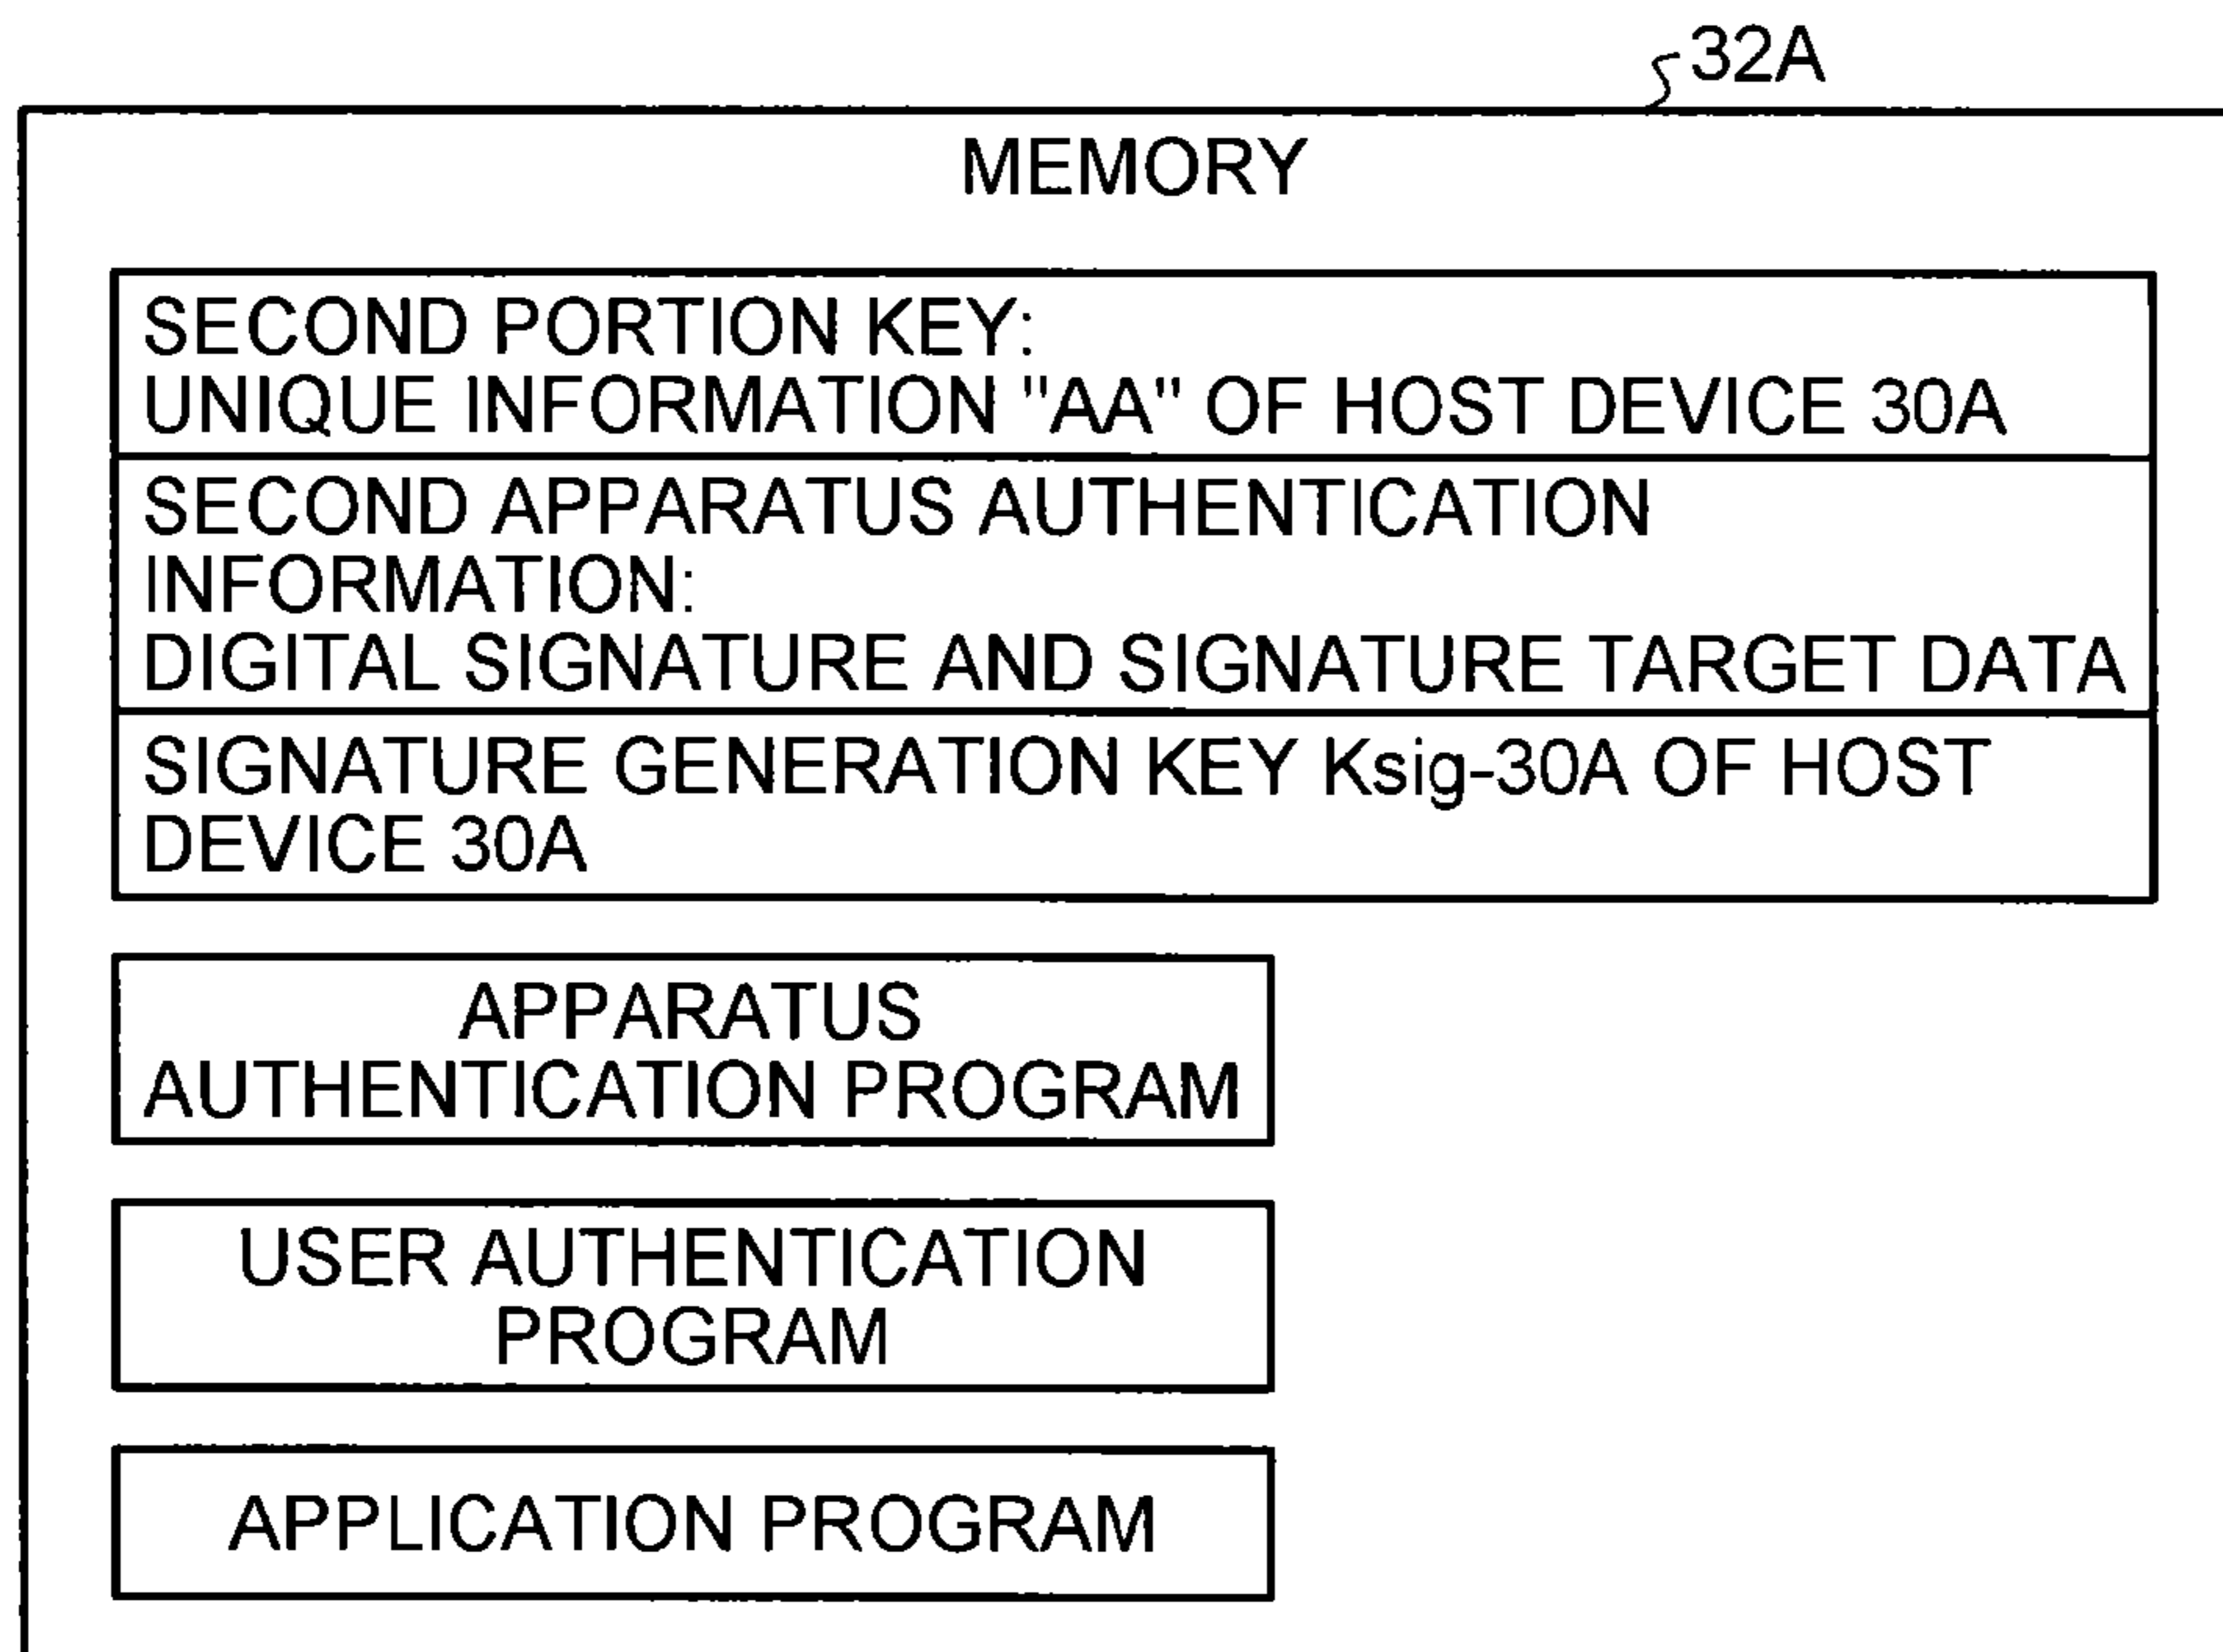 32A
MEMORY
SECOND PORTION KEY:
UNIQUE INFORMATION "AA" OF HOST DEVICE 30A
SECOND APPARATUS AUTHENTICATION
INFORMATION:
DIGITAL SIGNATURE AND SIGNATURE TARGET DATA
SIGNATURE GENERATION KEY Ksig-30A OF HOST
DEVICE 30A
APPARATUS
AUTHENTICATION PROGRAM
USER AUTHENTICATION
PROGRAM
APPLICATION PROGRAM